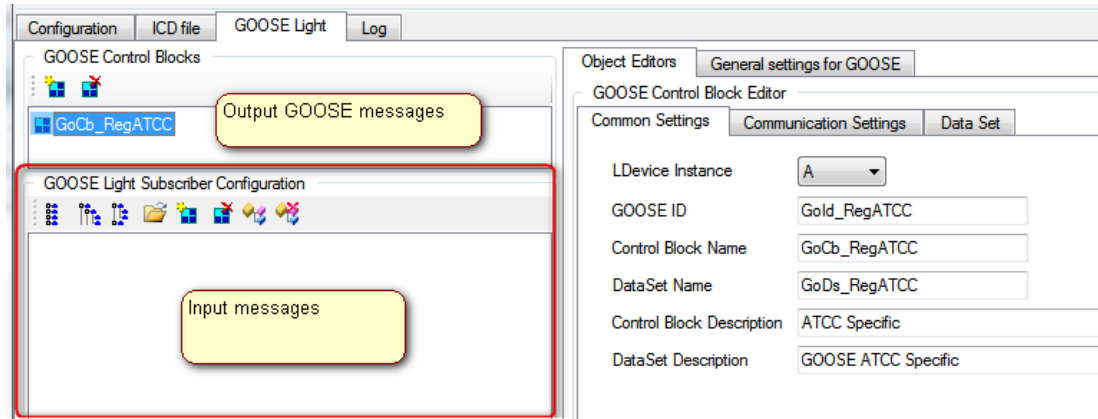 Configuration
ICD file
GOOSE Light
Log
GOOSE Control Blocks
GoCb_RegATCC
Output GOOSE messages
GOOSE Light Subscriber Configuration
Input messages
Object Editors
General settings for GOOSE
GOOSE Control Block Editor
Common Settings
Communication Settings
Data Set
LDevice Instance
A
GOOSE ID
GoId_RegATCC
Control Block Name
GoCb_RegATCC
DataSet Name
GoDs_RegATCC
Control Block Description
ATCC Specific
DataSet Description
GOOSE ATCC Specific